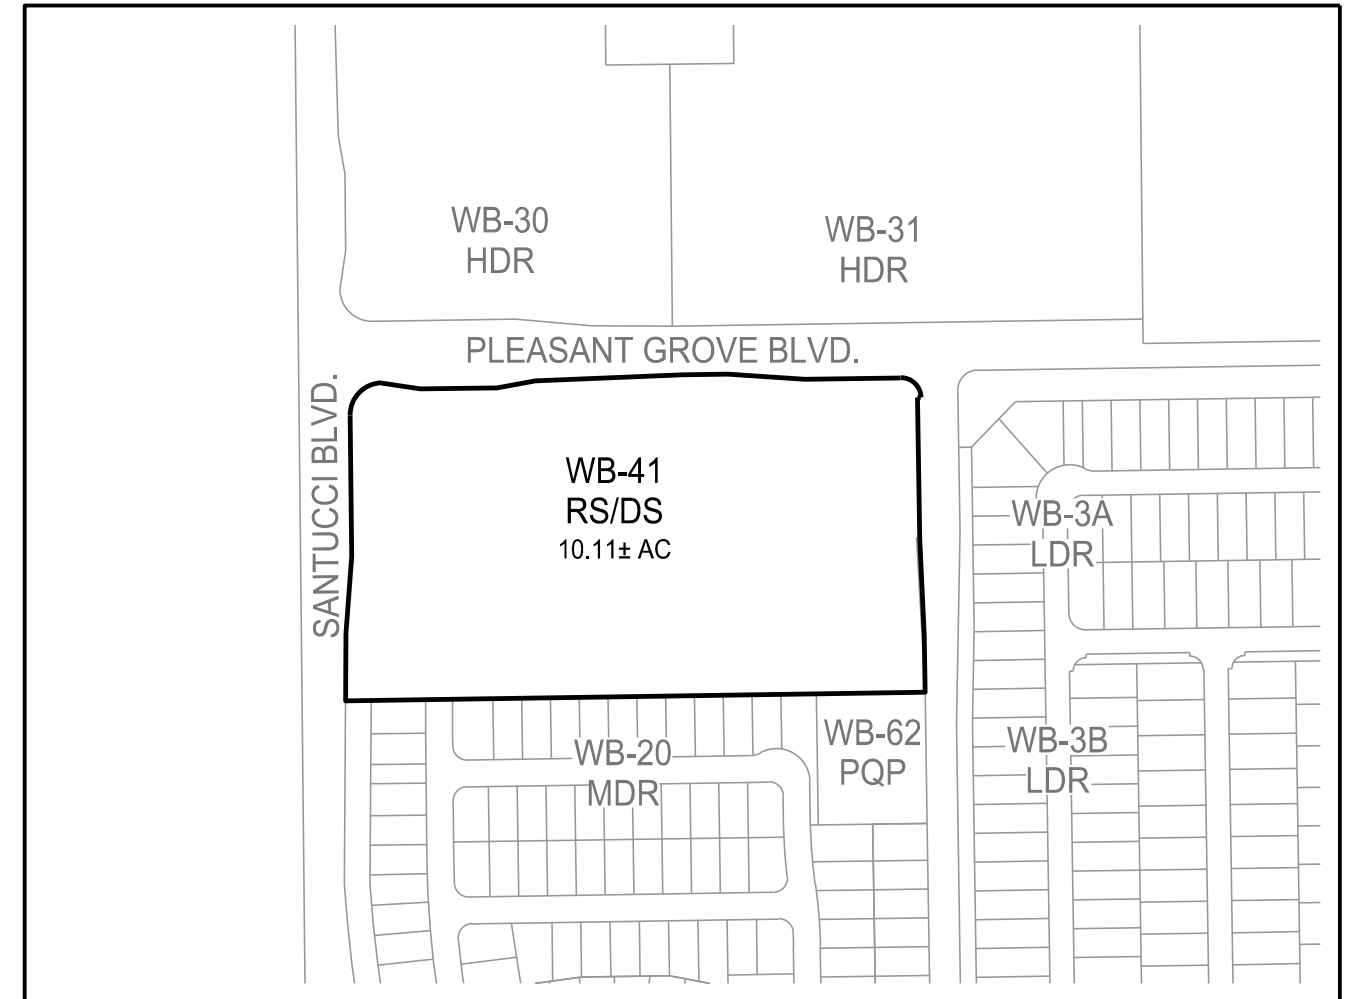 WB-30
HDR
WB-31
HDR
PLEASANT GROVE BLVD.
SANTUCCI BLVD.
WB-41
RS/DS
10.11± AC
WB-3A
LDR
WB-20
MDR
WB-62
PQP
WB-3B
LDR